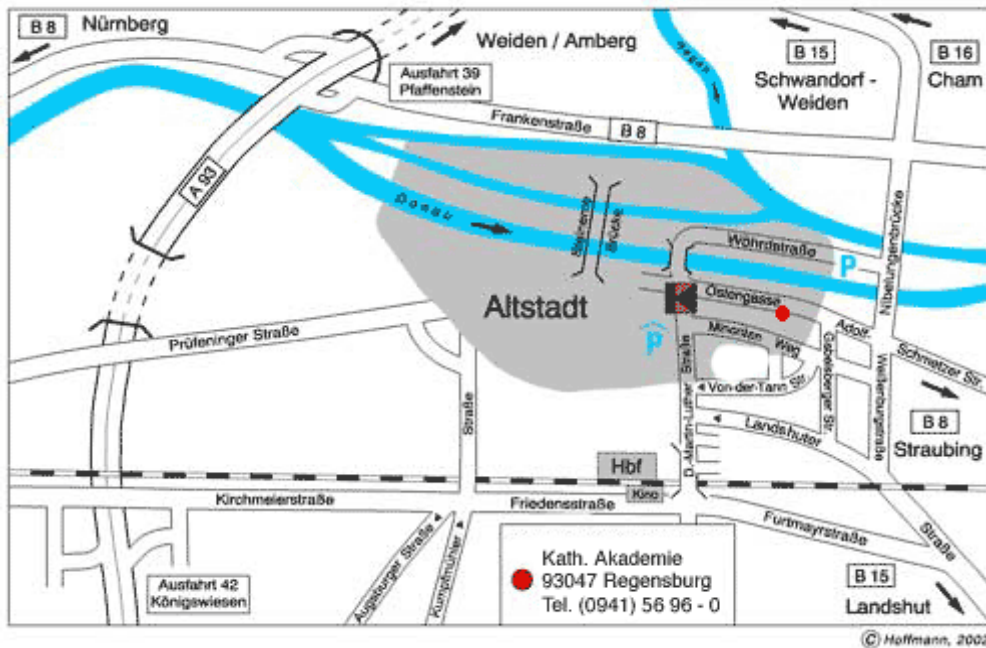 B 8
Nürnberg
Weiden / Amberg
Ausfahrt 39
Pfaffenstein
Regen
B 15
Schwandorf -
Weiden
B 16
Cham
Frankenstraße
B 8
A 93
Donau
Steinerne
Brücke
Wöhrdstraße
P
Nibelungenbrücke
Altstadt
Ostengasse
Adolf
Schmetzer Str.
Prüfeninger Straße
P
Minoriten
Weg
Gabelsberger Str.
Weißenburgstraße
Von-der-Tann Str.
B 8
Straubing
Straße
D.-Martin-Luther Straße
Landshuter
Straße
Hbf
Kino
Kirchmeierstraße
Friedensstraße
Furtmayrstraße
Augsburger Straße
Kumpfmühler
Ausfahrt 42
Königswiesen
Kath. Akademie
93047 Regensburg
Tel. (0941) 56 96 - 0
B 15
Landshut
© Hoffmann, 2002